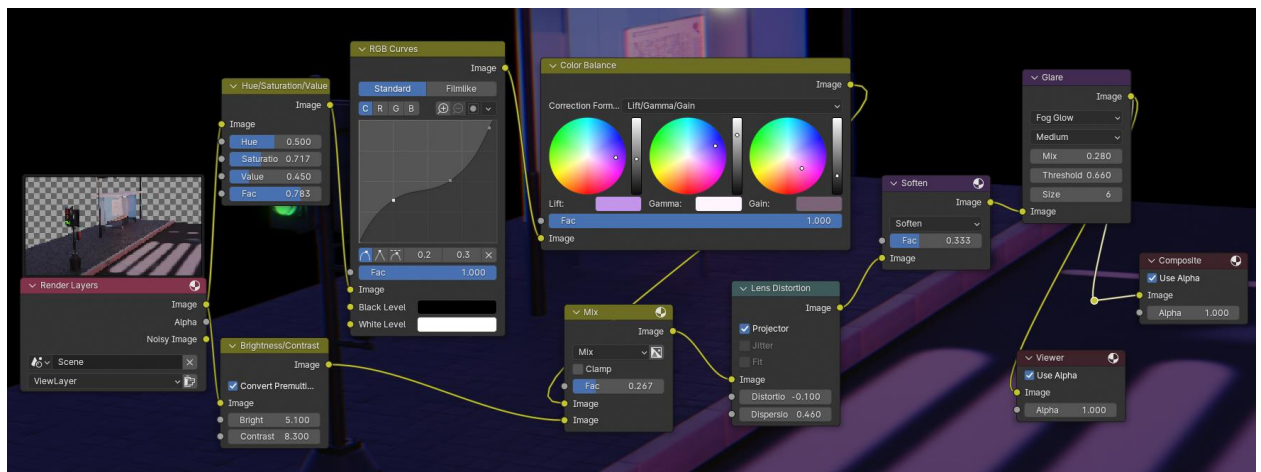 Render Layers
Image
Alpha
Noisy Image
Scene
ViewLayer
Hue/Saturation/Value
Image
Image
Hue 0.500
Saturatio 0.717
Value 0.450
Fac 0.783
Brightness/Contrast
Image
Convert Premulti...
Image
Bright 5.100
Contrast 8.300
RGB Curves
Image
Standard Filmlike
C R G B
0.2 0.3
Fac 1.000
Image
Black Level
White Level
Color Balance
Image
Correction Form... Lift/Gamma/Gain
Lift: Gamma: Gain:
Fac 1.000
Image
Mix
Image
Mix
Clamp
Fac 0.267
Image
Image
Lens Distortion
Image
Projector
Jitter
Fit
Image
Distortio -0.100
Dispersio 0.460
Soften
Image
Soften
Fac 0.333
Image
Glare
Image
Fog Glow
Medium
Mix 0.280
Threshold 0.660
Size 6
Image
Composite
Use Alpha
Image
Alpha 1.000
Viewer
Use Alpha
Image
Alpha 1.000